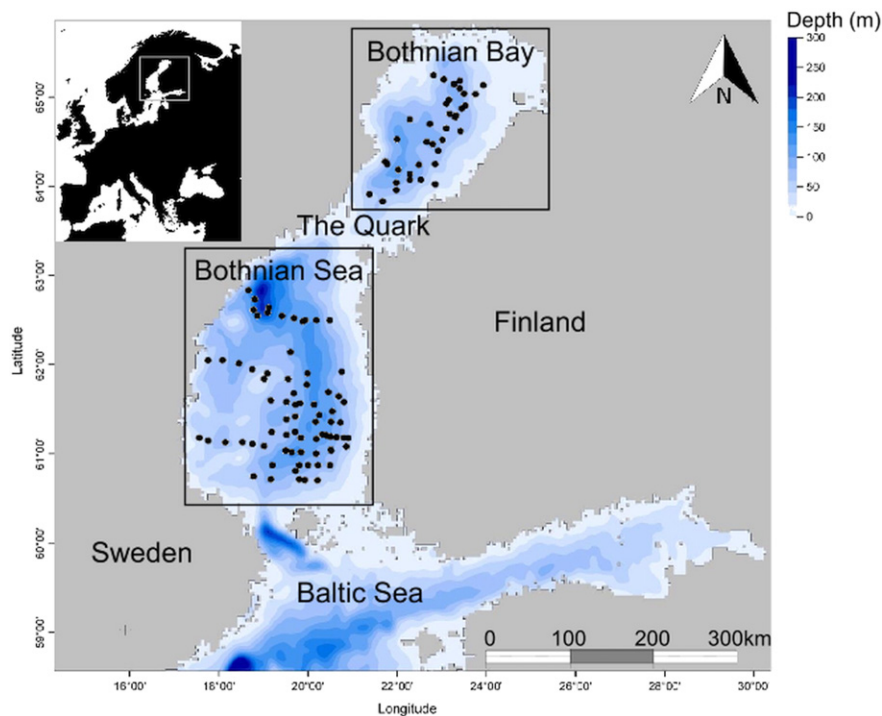 Depth (m)
300
250
200
150
100
50
0
N
Bothnian Bay
The Quark
Bothnian Sea
Finland
Sweden
Baltic Sea
0 100 200 300km
Latitude
65°00'
64°00'
63°00'
62°00'
61°00'
60°00'
59°00'
16°00' 18°00' 20°00' 22°00' 24°00' 26°00' 28°00' 30°00'
Longitude